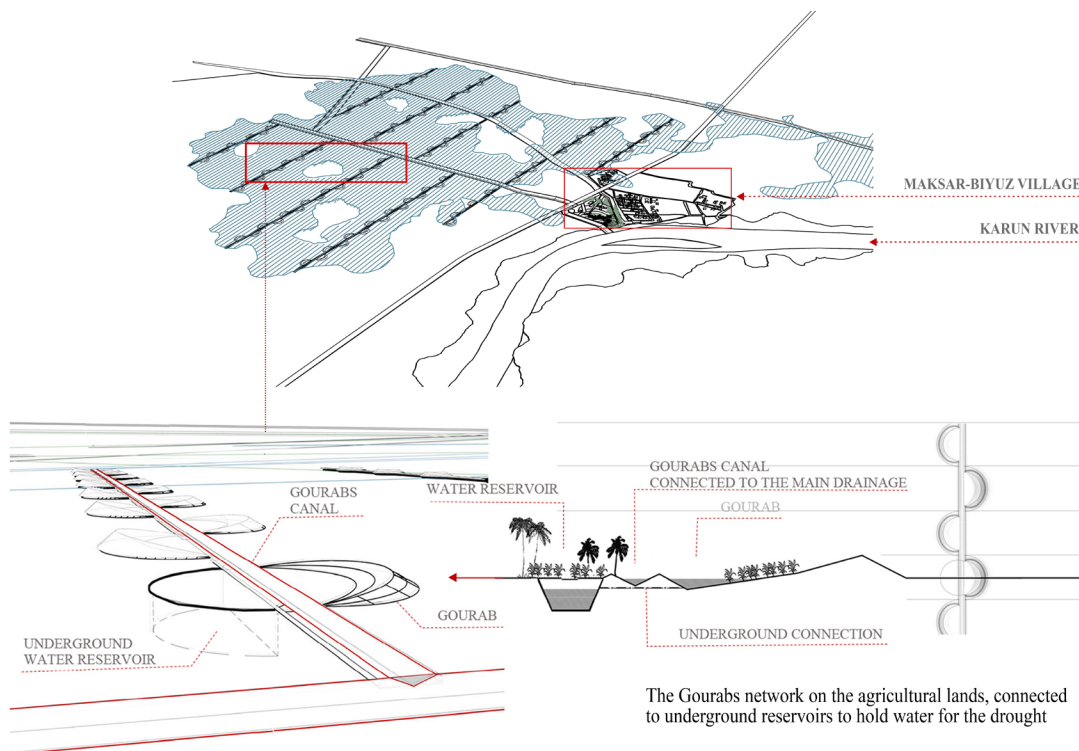 MAKSAR-BIYUZ VILLAGE
KARUN RIVER
GOURABS
CANAL
GOURAB
UNDERGROUND
WATER RESERVOIR
WATER RESERVOIR
GOURABS CANAL
CONNECTED TO THE MAIN DRAINAGE
GOURAB
UNDERGROUND CONNECTION
The Gourabs network on the agricultural lands, connected
to underground reservoirs to hold water for the drought